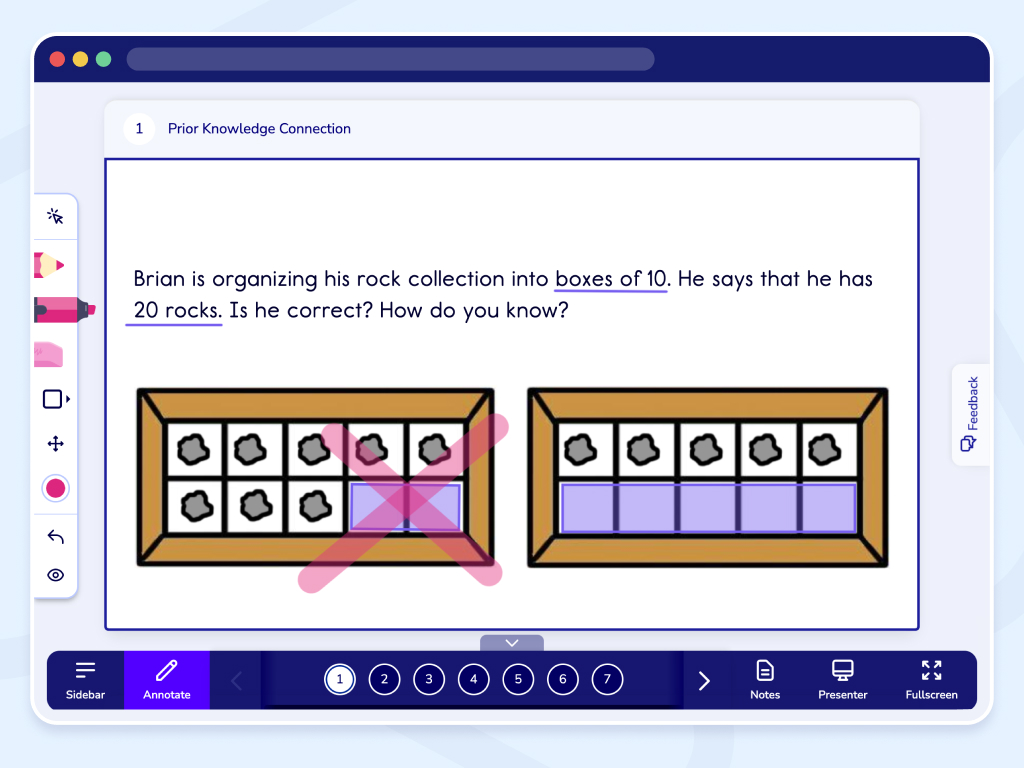 1 Prior Knowledge Connection
Brian is organizing his rock collection into boxes of 10. He says that he has
20 rocks. Is he correct? How do you know?
Feedback
Sidebar Annotate 1 2 3 4 5 6 7 Notes Presenter Fullscreen